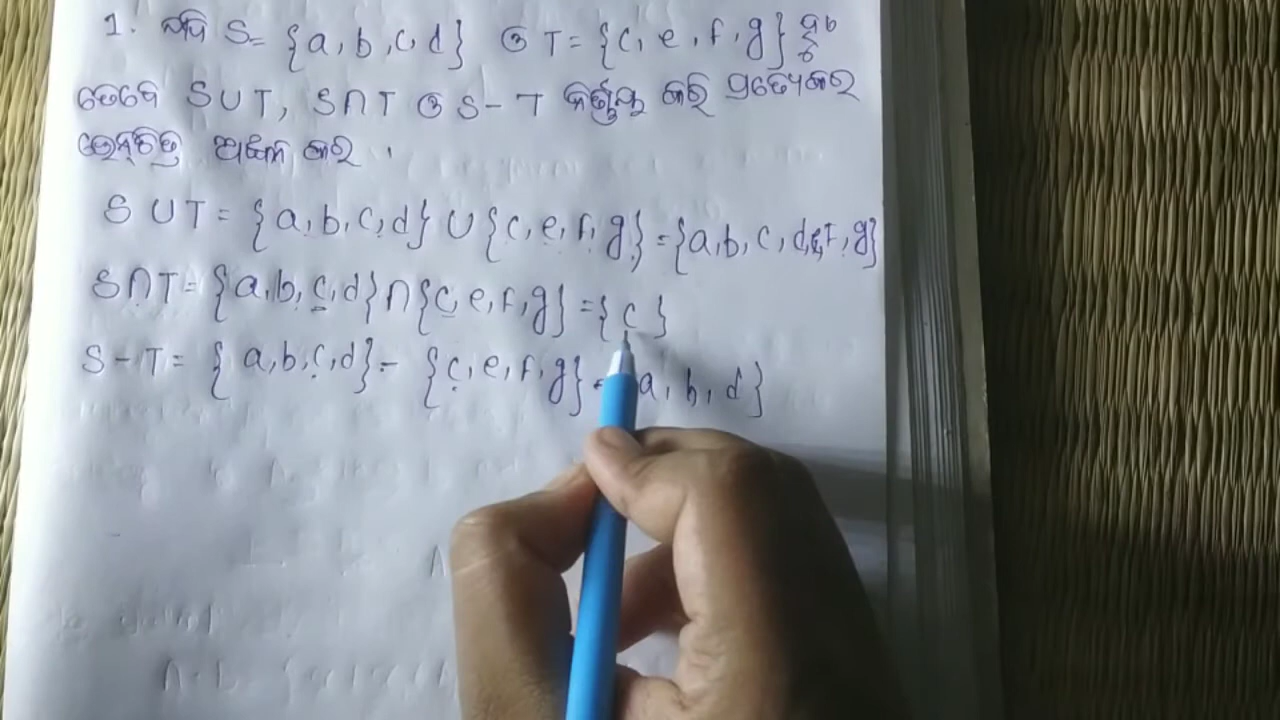 1. ଯଦି S= {a, b, c, d} ଓ T = {c, e, f, g} ହୁଏ
ତେବେ S∪T, S∩T ଓ S-T ନିର୍ଣ୍ଣୟ କରି ପ୍ରତ୍ୟେକର
ଭେନ୍‌ଚିତ୍ର ଅଙ୍କନ କର .
S∪T = {a, b, c, d} ∪ {c, e, f, g} = {a, b, c, d, e, f, g}
S∩T = {a, b, c, d} ∩ {c, e, f, g} = {c}
S-T = {a, b, c, d} - {c, e, f, g} = a, b, d}